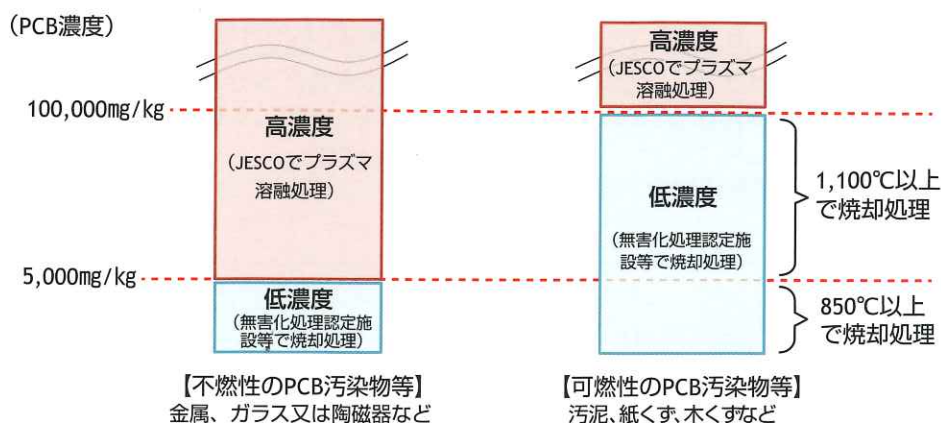 (PCB濃度)
100,000mg/kg
5,000mg/kg
高濃度
(JESCOでプラズマ
溶融処理)
低濃度
(無害化処理認定施
設等で焼却処理)
【不燃性のPCB汚染物等】
金属、ガラス又は陶磁器など
高濃度
(JESCOでプラズマ
溶融処理)
低濃度
(無害化処理認定施
設等で焼却処理)
1,100℃以上
で焼却処理
850℃以上
で焼却処理
【可燃性のPCB汚染物等】
汚泥、紙くず、木くずなど